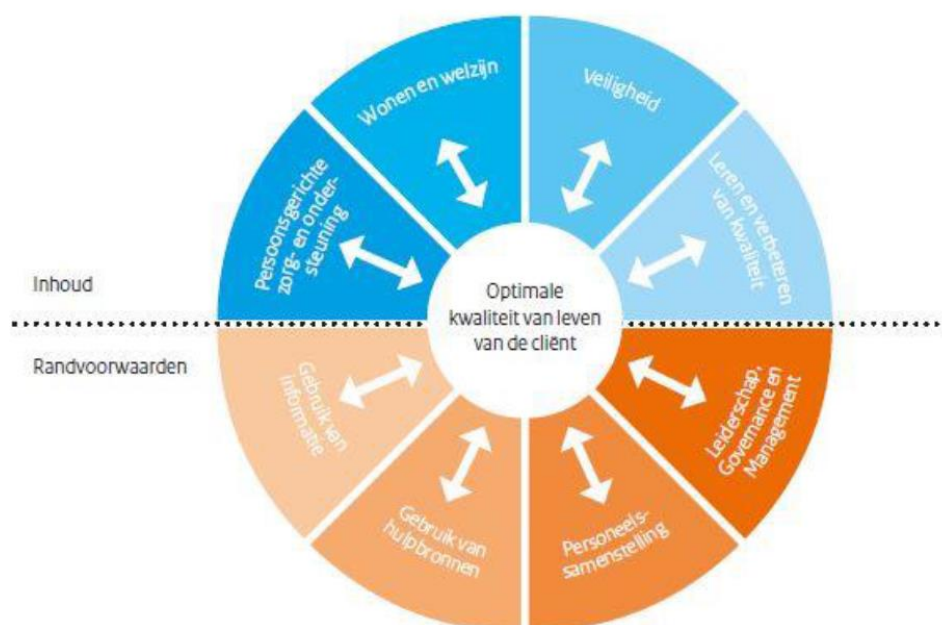 Wonen en welzijn
Veiligheid
Persoonsgerichte
zorg- en onder-
steuning
Leren en verbeteren
van kwaliteit
Inhoud
Optimale
kwaliteit van leven
van de cliënt
Randvoorwaarden
Gebruik van
informatie
Leiderschap,
Governance en
Management
Gebruik van
hulpbronnen
Personeels-
samenstelling